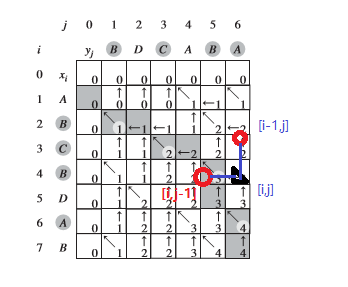 j 0 1 2 3 4 5 6
i yj B D C A B A
0 xi 0 0 0 0 0 0 0
1 A 0 ↑0 ↑0 ↑0 ↖1 ←1 ↖1
2 B 0 ↖1 ←1 ←1 ↑1 ↖2 ←2
[i-1,j]
3 C 0 ↑1 ↑1 ↖2 ←2 ↑2 2
4 B 0 ↖1 ↑1 ↑2 ↑2 3
[i,j-1]
[i,j]
5 D 0 ↑1 ↖2 ↑2 ↑2 ↑3 ↑3
6 A 0 ↑1 ↑2 ↑2 ↖3 ↑3 ↖4
7 B 0 ↖1 ↑2 ↑2 ↑3 ↖4 ↑4